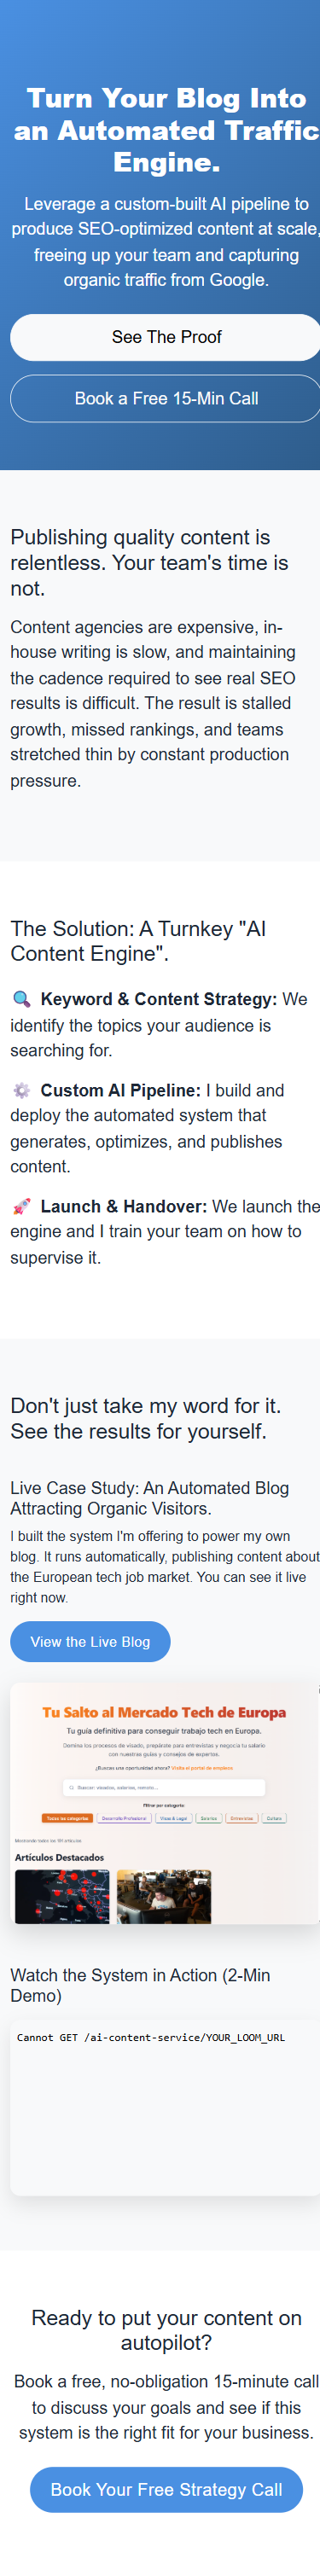 Turn Your Blog Into
an Automated Traffic
Engine.
Leverage a custom-built AI pipeline to
produce SEO-optimized content at scale,
freeing up your team and capturing
organic traffic from Google.
See The Proof
Book a Free 15-Min Call
Publishing quality content is
relentless. Your team's time is
not.
Content agencies are expensive, in-
house writing is slow, and maintaining
the cadence required to see real SEO
results is difficult. The result is stalled
growth, missed rankings, and teams
stretched thin by constant production
pressure.
The Solution: A Turnkey "AI
Content Engine".
Keyword & Content Strategy: We
identify the topics your audience is
searching for.
Custom AI Pipeline: I build and
deploy the automated system that
generates, optimizes, and publishes
content.
Launch & Handover: We launch the
engine and I train your team on how to
supervise it.
Don't just take my word for it.
See the results for yourself.
Live Case Study: An Automated Blog
Attracting Organic Visitors.
I built the system I'm offering to power my own
blog. It runs automatically, publishing content about
the European tech job market. You can see it live
right now.
View the Live Blog
Tu Salto al Mercado Tech de Europa
Tu guía definitiva para conseguir trabajo tech en Europa.
Domina los procesos de visado, prepárate para entrevistas y negocia tu salario
con nuestras guías y consejos de expertos.
¿Buscas una oportunidad ahora? Visita el portal de empleos
Buscar: visados, salarios, remoto...
Filtrar por categoría:
Todas las categorías
Desarrollo Profesional
Visas & Legal
Salarios
Entrevistas
Cultura
Artículos Destacados
Watch the System in Action (2-Min
Demo)
Cannot GET /ai-content-service/YOUR_LOOM_URL
Ready to put your content on
autopilot?
Book a free, no-obligation 15-minute call
to discuss your goals and see if this
system is the right fit for your business.
Book Your Free Strategy Call